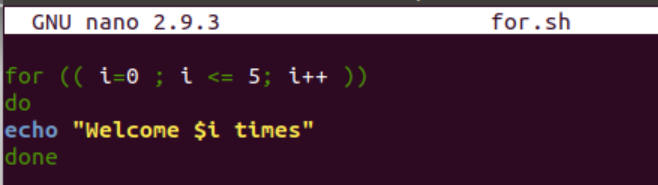 GNU nano 2.9.3 for.sh
for (( i=0 ; i <= 5; i++ ))
do
echo "Welcome $i times"
done